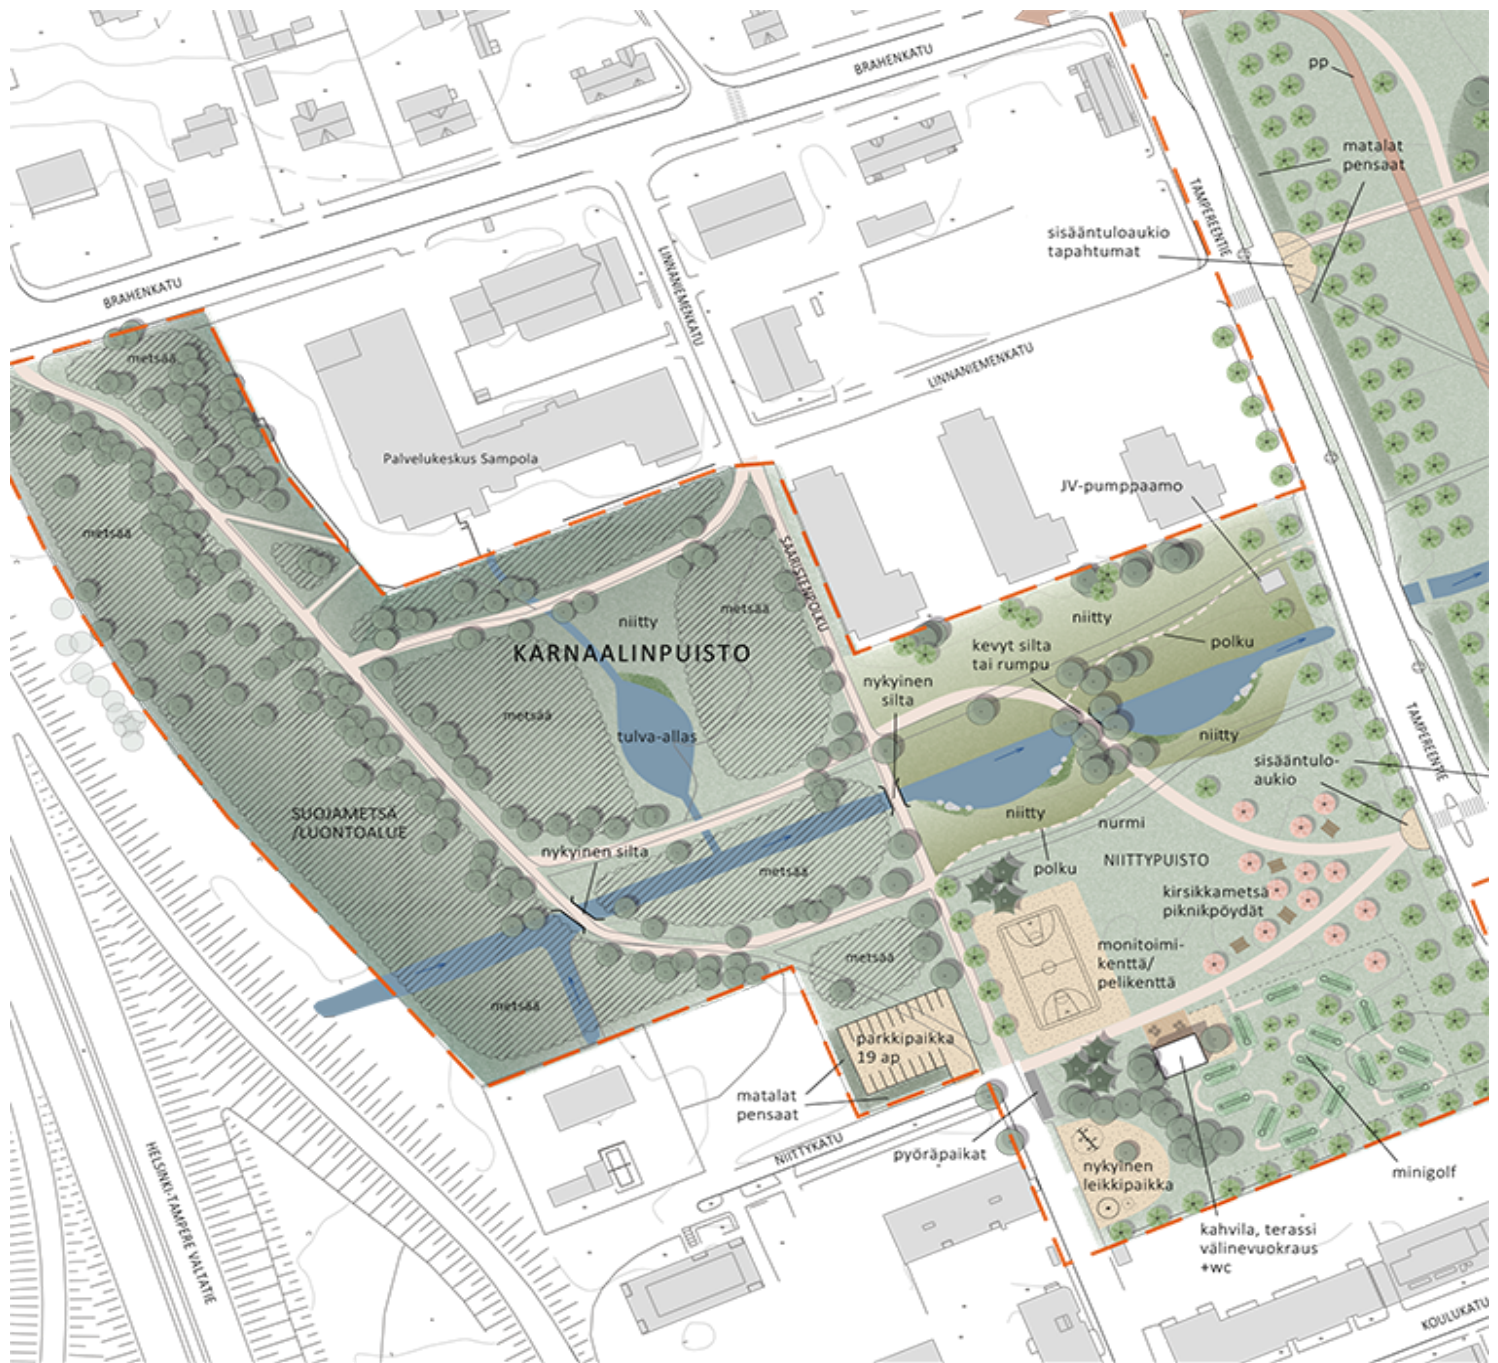 BRAHENKATU
pp
matalat
pensaat
TAMPEREENTIE
sisääntuloaukio
tapahtumat
LINNANIEMENKATU
BRAHENKATU
metsää
LINNANIEMENKATU
Palvelukeskus Sampola
JV-pumppaamo
metsää
SAARISTENPOLKU
metsää
niitty
niitty
KARNAALINPUISTO
kevyt silta
tai rumpu
polku
nykyinen
silta
metsää
tulva-allas
niitty
TAMPEREENTIE
sisääntulo-
aukio
SUOJAMETSÄ
/LUONTOALUE
niitty
nurmi
nykyinen silta
metsää
polku
NIITTYPUISTO
kirsikkametsä
piknikpöydät
metsää
monitoimi-
kenttä/
pelikenttä
metsää
parkkipaikka
19 ap
matalat
pensaat
NIITTYKATU
pyöräpaikat
nykyinen
leikkipaikka
minigolf
kahvila, terassi
välinevuokraus
+wc
HELSINKI-TAMPERE VALTATIE
KOULUKATU